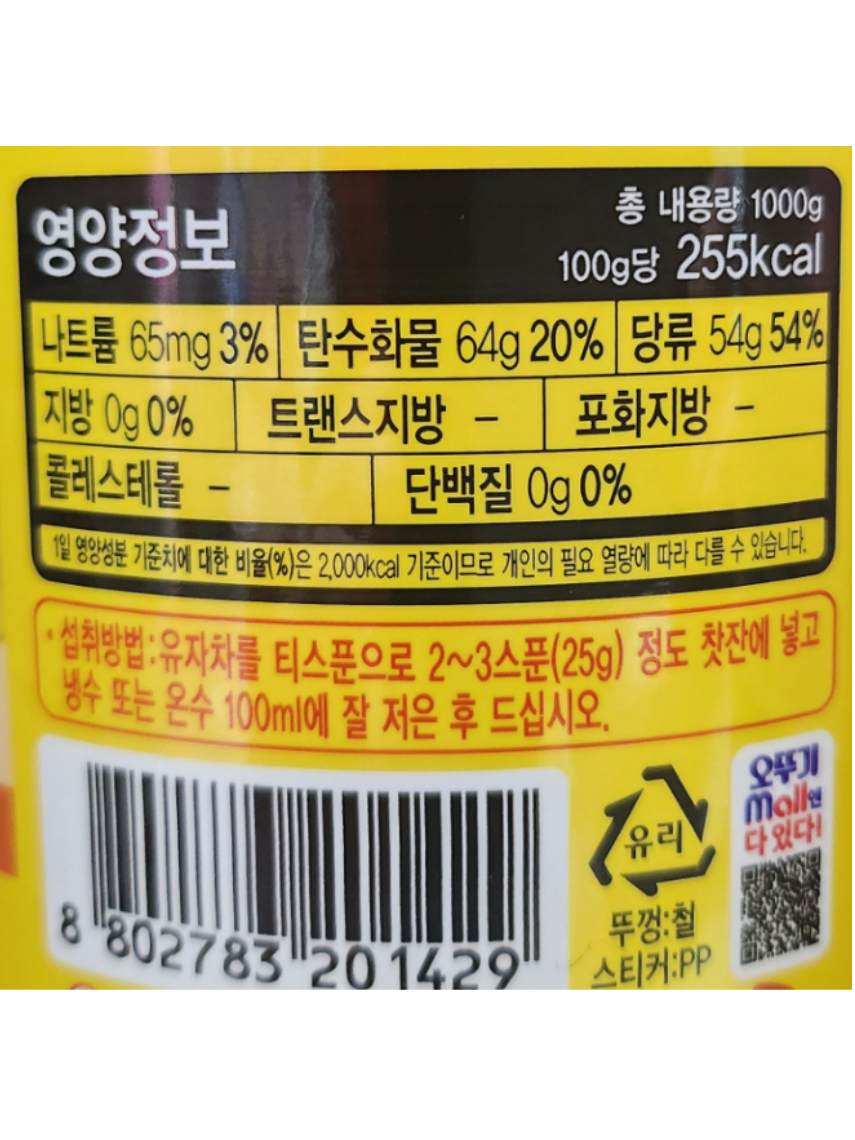 영양정보
총 내용량 1000g
100g당 255kcal
나트륨 65mg 3% 탄수화물 64g 20% 당류 54g 54%
지방 0g 0% 트랜스지방 - 포화지방 -
콜레스테롤 - 단백질 0g 0%
1일 영양성분 기준치에 대한 비율(%)은 2,000kcal 기준이므로 개인의 필요 열량에 따라 다를 수 있습니다.
• 섭취방법:유자차를 티스푼으로 2~3스푼(25g) 정도 찻잔에 넣고
냉수 또는 온수 100ml에 잘 저은 후 드십시오.
오뚜기
mall엔
다 있다!
유리
뚜껑:철
스티커:PP
8 802783 201429